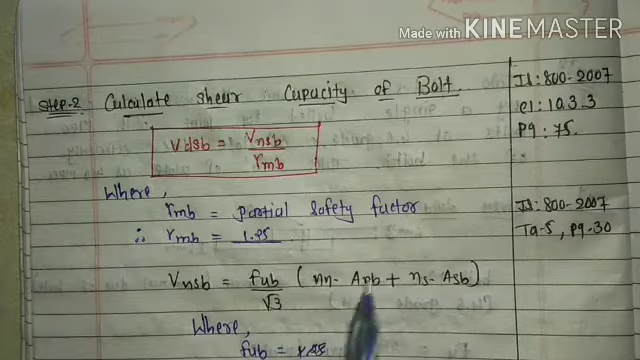 Made with KINEMASTER
Step-2 Calculate Shear Capacity of Bolt.
IS:800-2007
Cl: 10.3.3
Pg: 75.
Vdsb = Vnsb / γmb
Where,
γmb = Partial Safety factor
∴ γmb = 1.25
IS:800-2007
Ta-5, Pg-30
Vnsb = fub / √3 ( nn- Anb + ns- Asb )
Where,
fub =